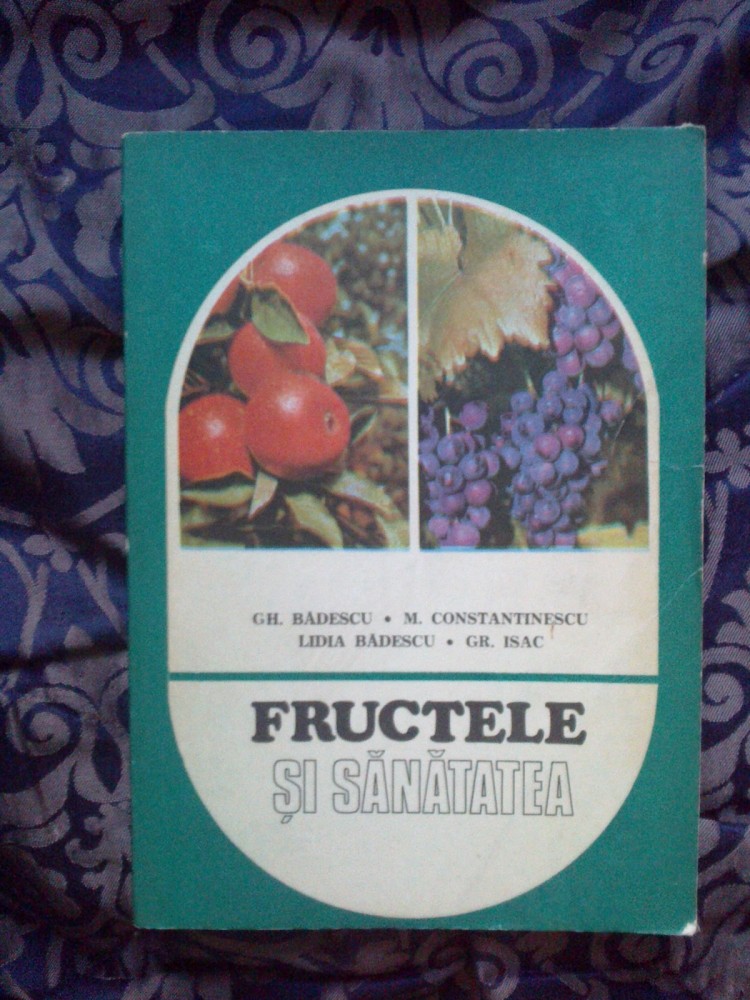 GH. BĂDESCU • M. CONSTANTINESCU
LIDIA BĂDESCU • GR. ISAC
FRUCTELE
ȘI SĂNĂTATEA